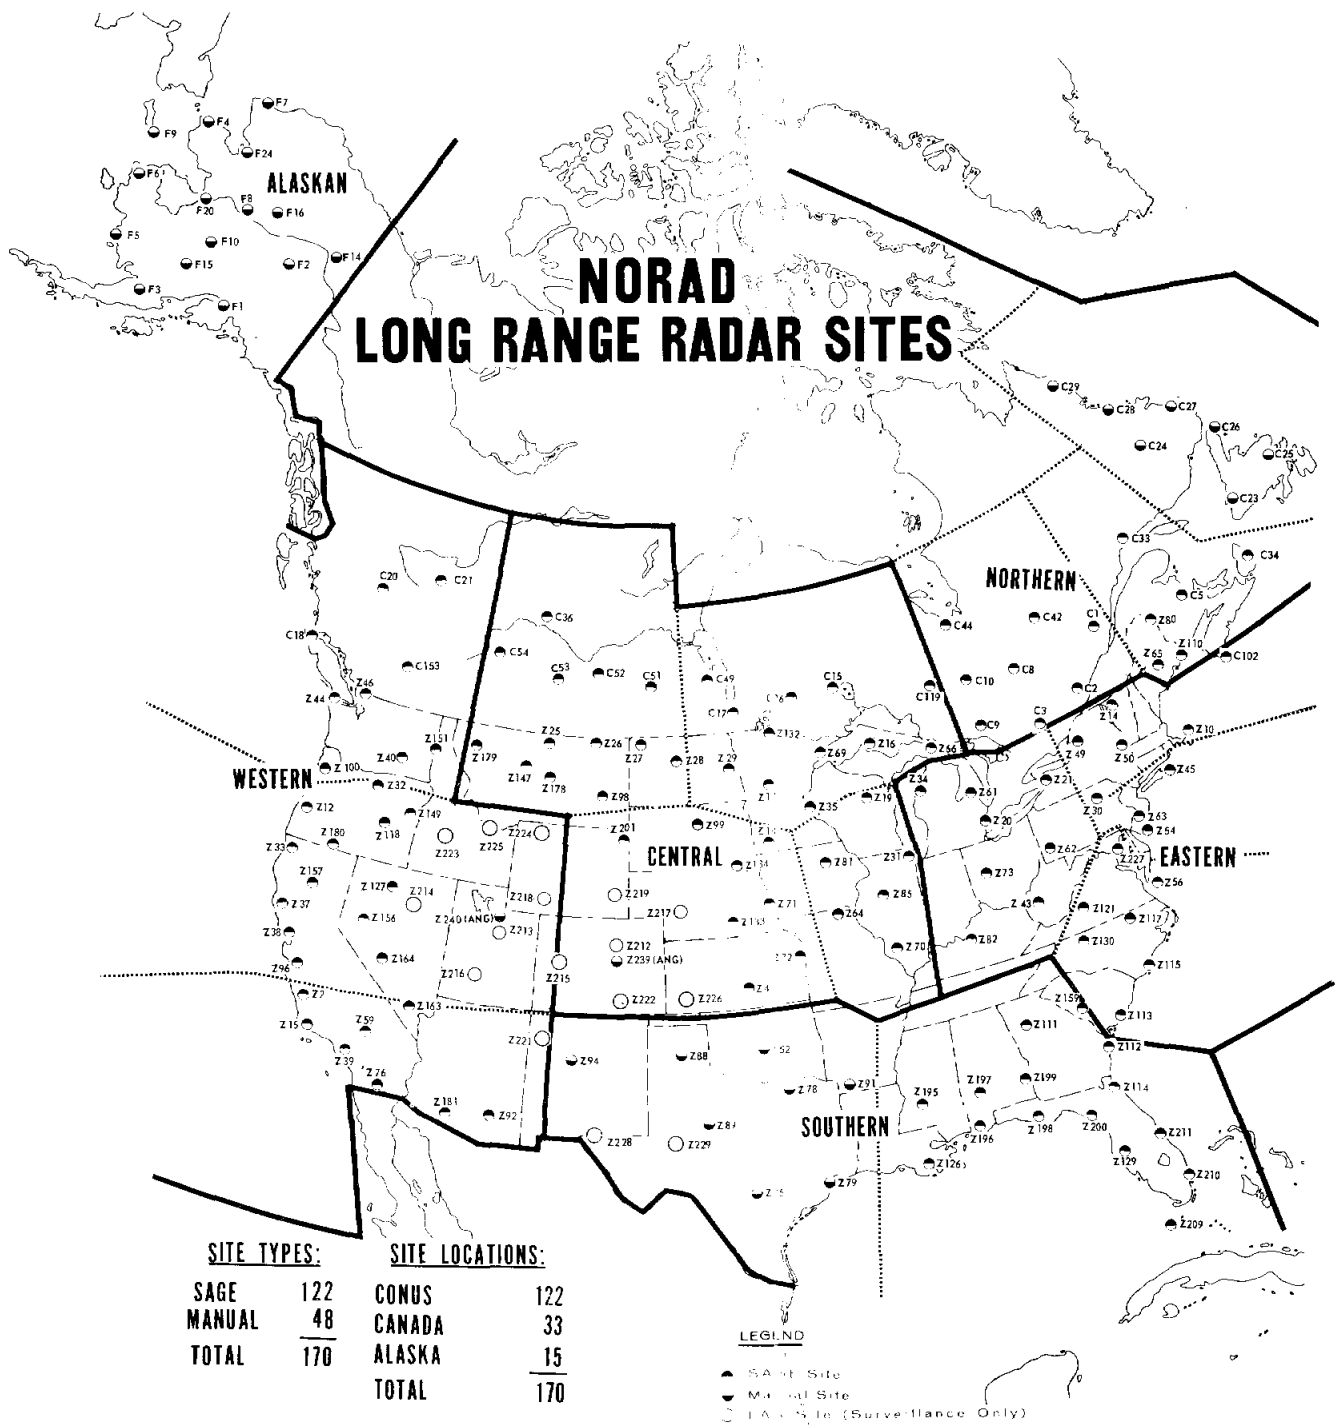 F7
F4
F9
F24
F6
ALASKAN
F20
F8
F16
F5
F10
F15
F2
F14
F3
F1
NORAD
LONG RANGE RADAR SITES
C29
C28
C27
C26
C24
C25
C23
C33
C34
NORTHERN
C20
C21
C5
C36
C44
C42
C1
Z80
C18
C54
Z110
C153
C53
C52
C51
C49
C15
C119
C10
C8
Z65
C102
Z46
Z44
C17
C2
Z14
C9
C3
Z10
Z151
Z25
Z26
Z132
Z69
Z16
Z66
Z49
Z50
Z40
Z179
Z27
Z28
Z29
Z45
WESTERN
Z100
Z147
Z178
Z34
Z61
Z21
Z32
Z98
Z35
Z19
Z30
Z12
Z149
Z20
Z63
Z118
Z54
Z180
Z223
Z225
Z224
Z201
Z99
Z33
CENTRAL
Z81
Z31
Z62
Z227
EASTERN
Z157
Z127
Z214
Z218
Z219
Z73
Z56
Z37
Z156
Z240(ANG)
Z217
Z71
Z64
Z85
Z43
Z121
Z117
Z38
Z213
Z212
Z70
Z82
Z130
Z96
Z164
Z216
Z215
Z239(ANG)
Z115
Z163
Z222
Z226
Z159
Z113
Z15
Z59
Z221
Z111
Z39
Z94
Z88
Z112
Z76
Z78
Z91
Z195
Z197
Z199
Z114
Z181
Z92
SOUTHERN
Z196
Z198
Z200
Z211
Z228
Z229
Z126
Z129
Z79
Z210
Z209
SITE TYPES:
SAGE 122
MANUAL 48
TOTAL 170
SITE LOCATIONS:
CONUS 122
CANADA 33
ALASKA 15
TOTAL 170
LEGEND
Site
Site
(Surveillance Only)